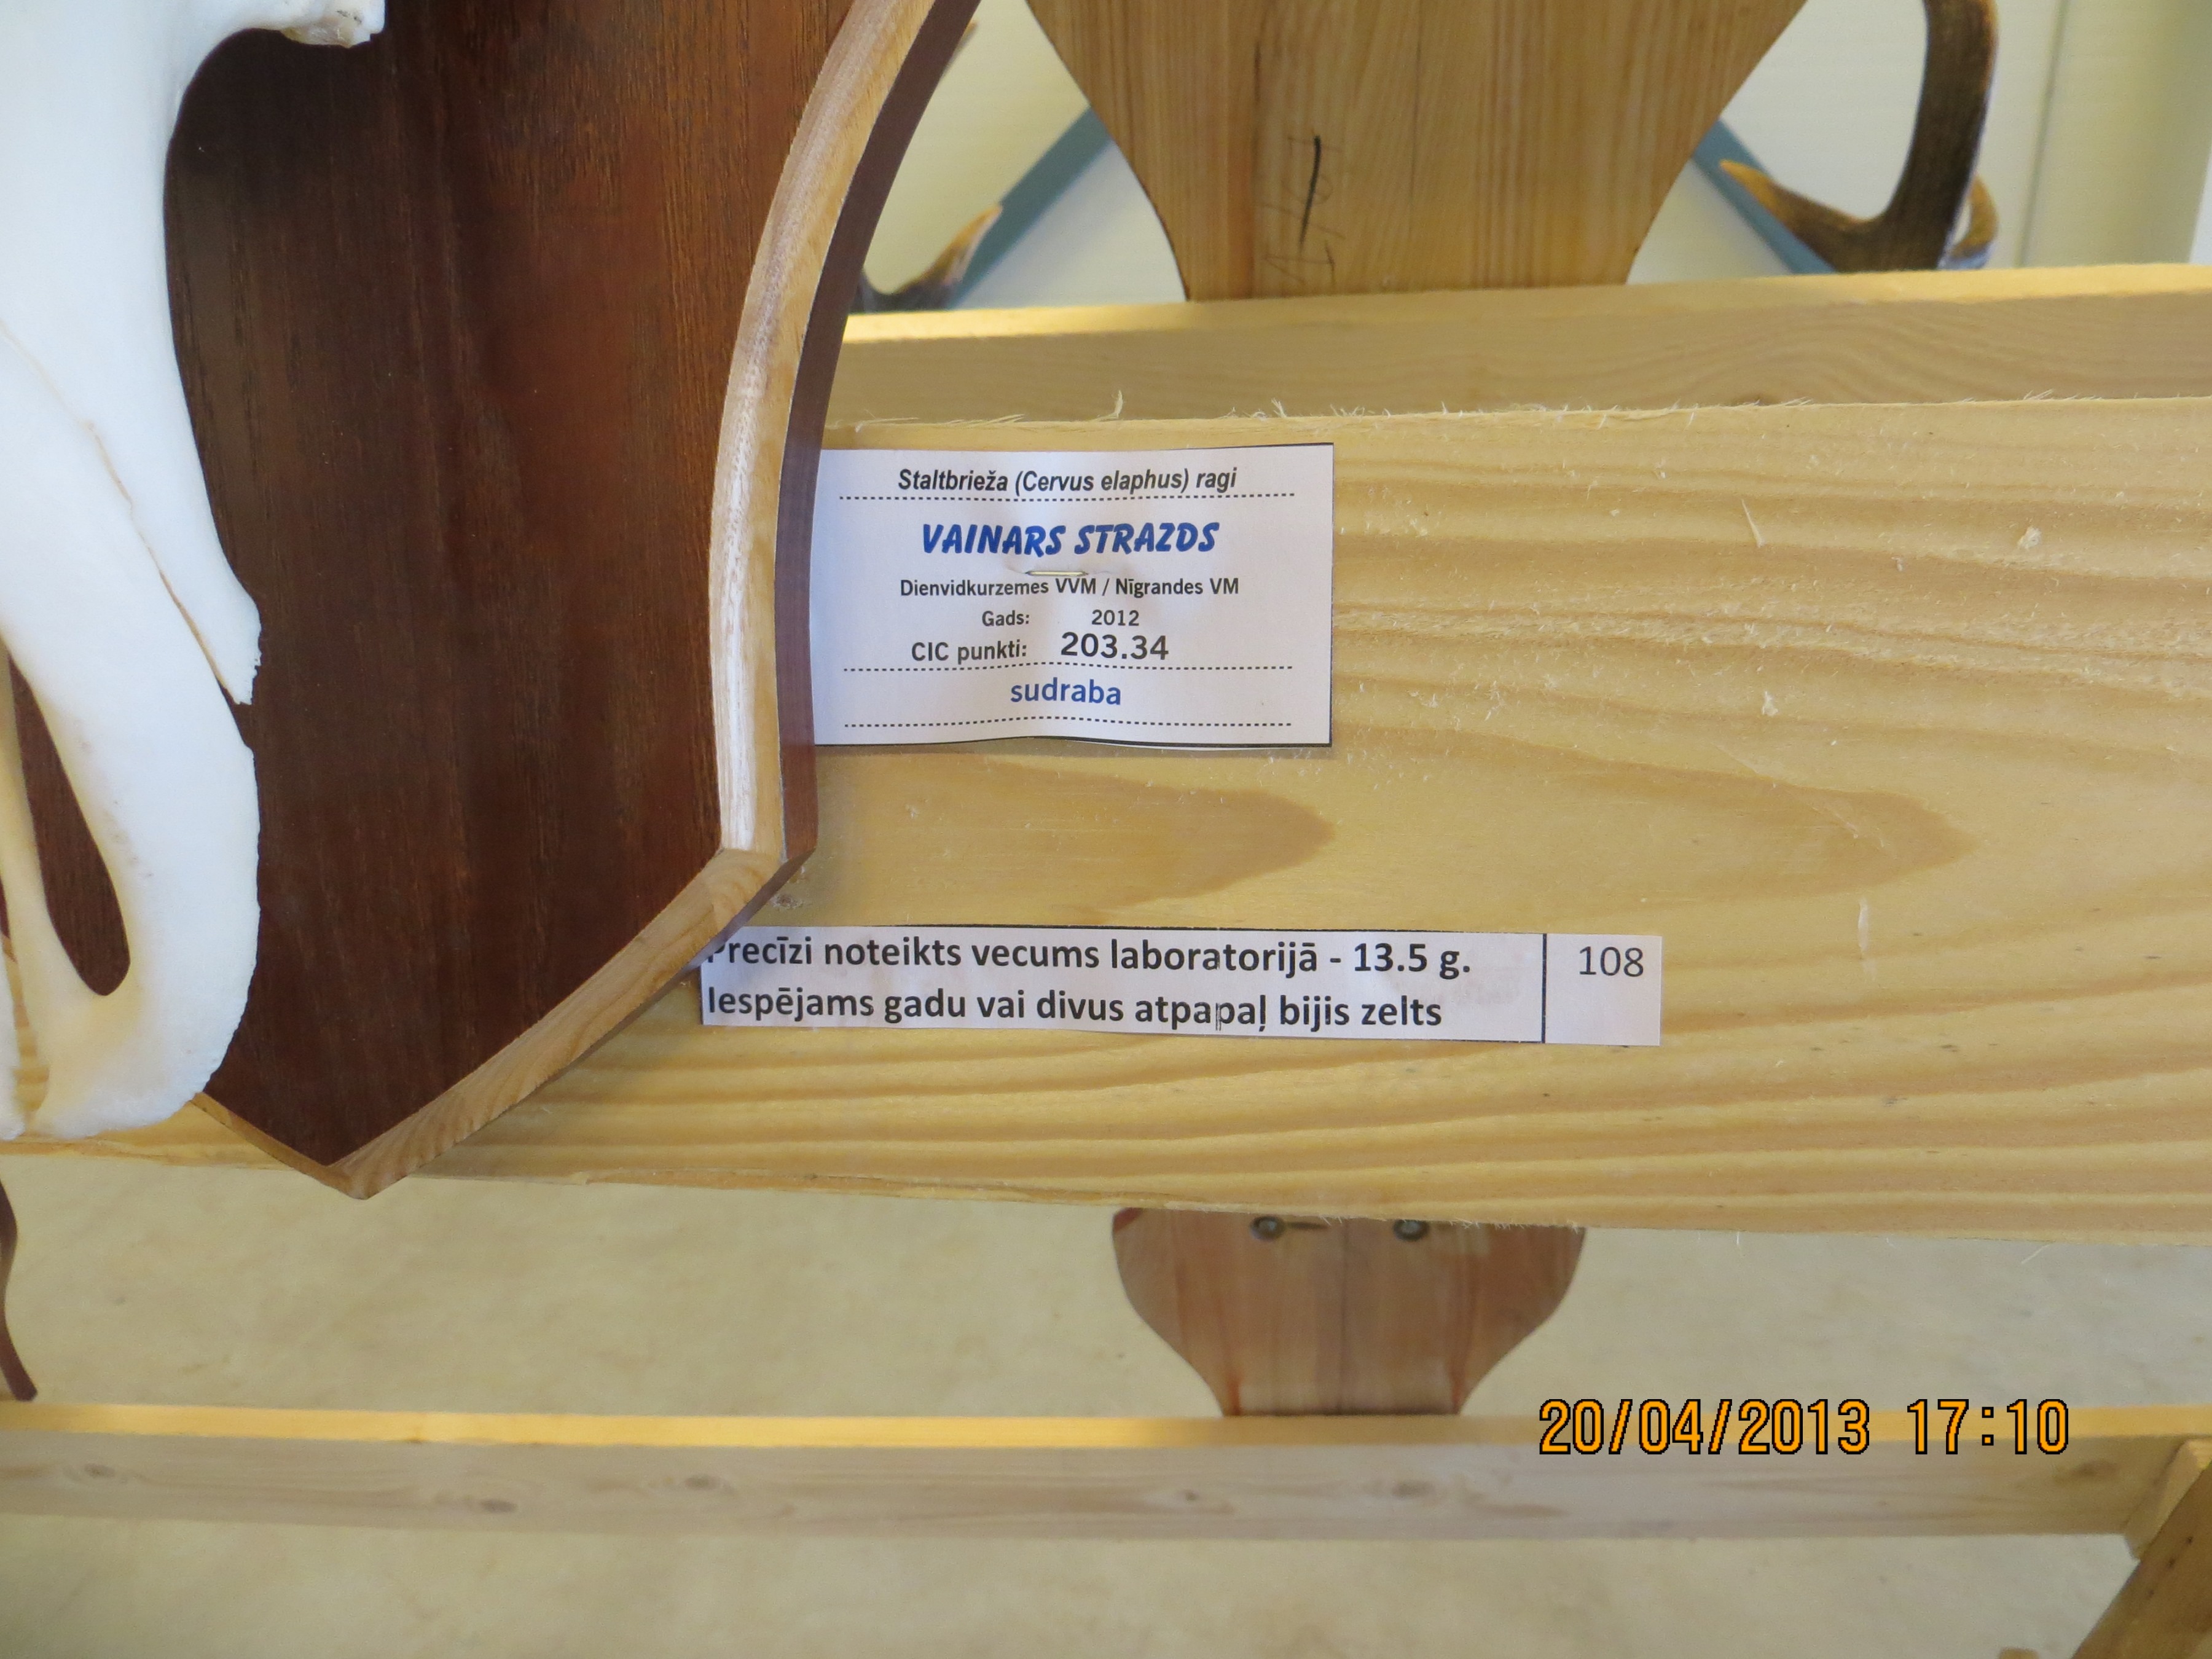 Staltbrieža (Cervus elaphus) ragi
VAINARS STRAZDS
Dienvidkurzemes VVM / Nīgrandes VM
Gads: 2012
CIC punkti: 203.34
sudraba
Precīzi noteikts vecums laboratorijā - 13.5 g.
Iespējams gadu vai divus atpapaļ bijis zelts
108
20/04/2013 17:10